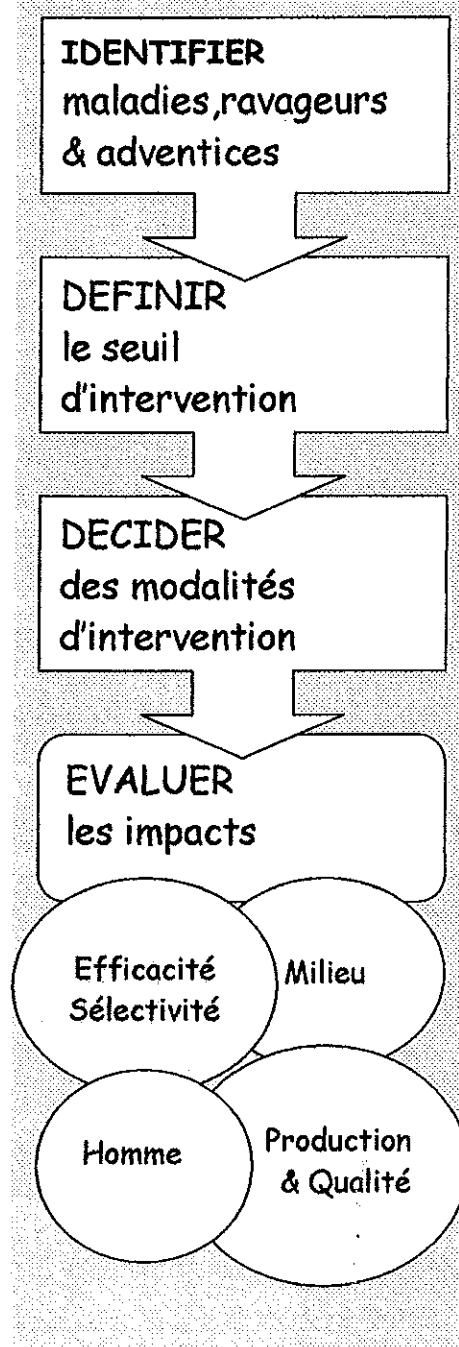 IDENTIFIER
maladies,ravageurs
& adventices
DEFINIR
le seuil
d'intervention
DECIDER
des modalités
d'intervention
EVALUER
les impacts
Efficacité
Sélectivité
Milieu
Homme
Production
& Qualité